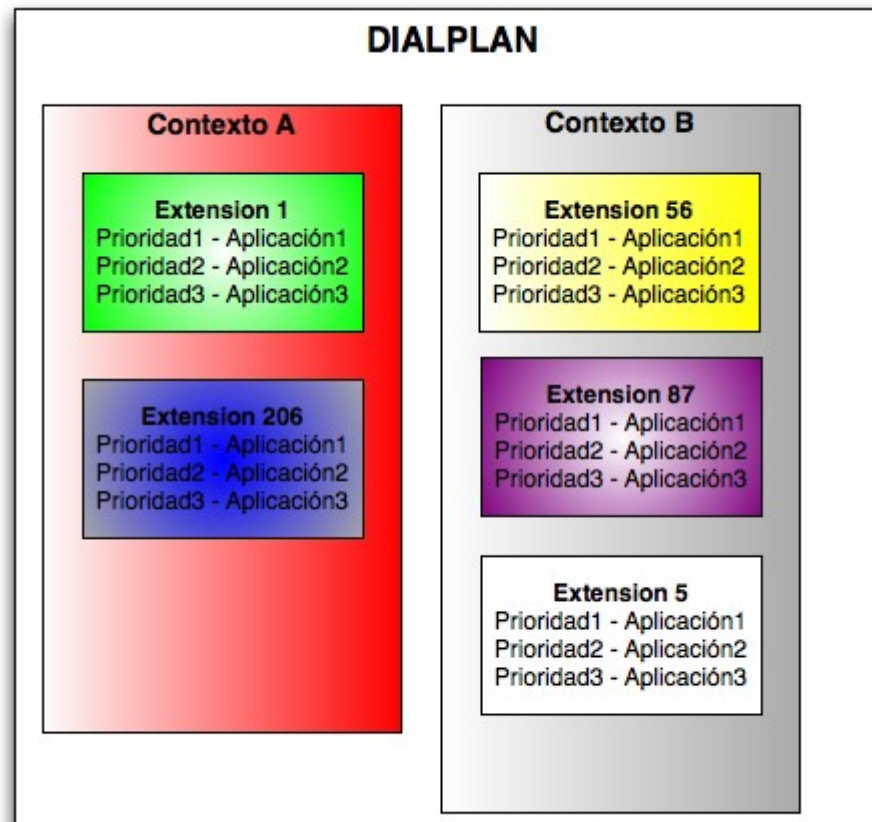 DIALPLAN
Contexto A
Extension 1
Prioridad1 - Aplicación1
Prioridad2 - Aplicación2
Prioridad3 - Aplicación3
Extension 206
Prioridad1 - Aplicación1
Prioridad2 - Aplicación2
Prioridad3 - Aplicación3
Contexto B
Extension 56
Prioridad1 - Aplicación1
Prioridad2 - Aplicación2
Prioridad3 - Aplicación3
Extension 87
Prioridad1 - Aplicación1
Prioridad2 - Aplicación2
Prioridad3 - Aplicación3
Extension 5
Prioridad1 - Aplicación1
Prioridad2 - Aplicación2
Prioridad3 - Aplicación3